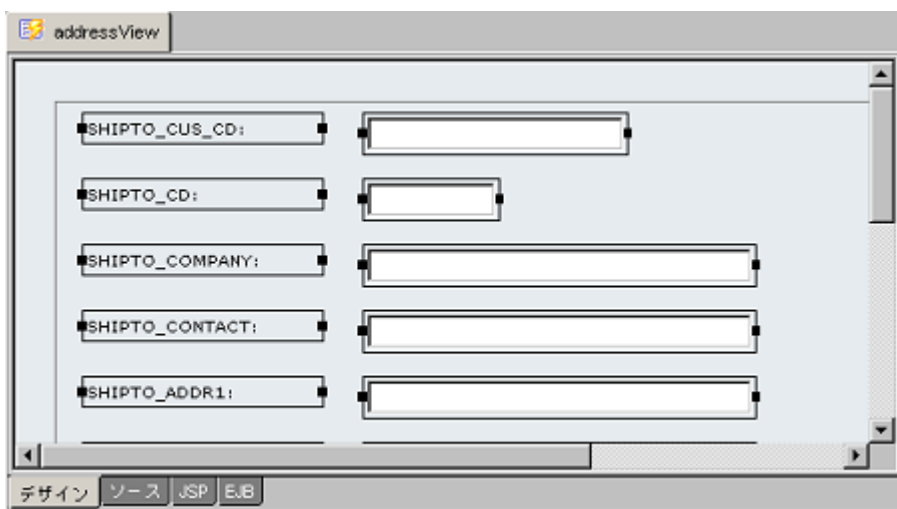 addressView
SHIPTO_CUS_CD:
SHIPTO_CD:
SHIPTO_COMPANY:
SHIPTO_CONTACT:
SHIPTO_ADDR1:
デザイン ソース JSP EJB